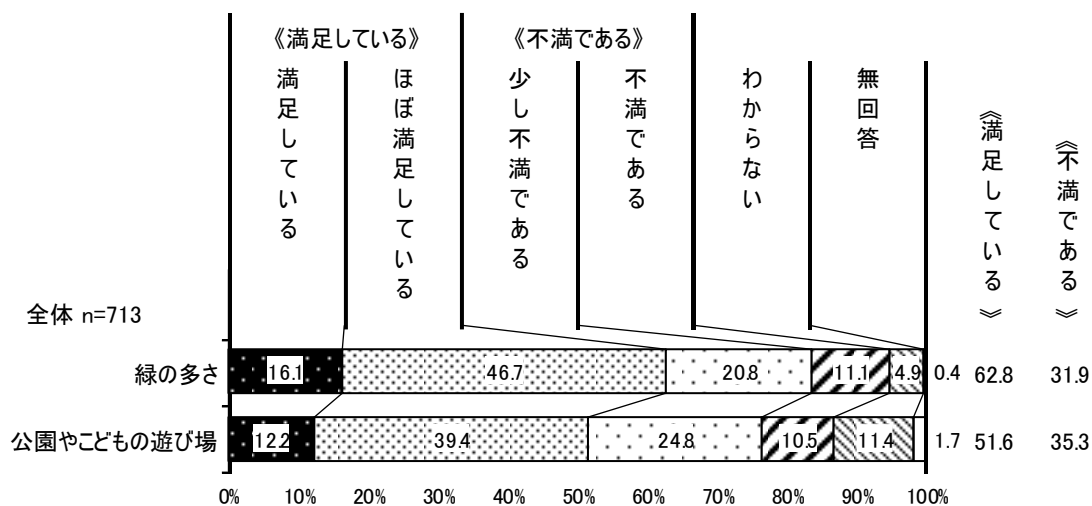 《満足している》 《不満である》
満足している
ほぼ満足している
少し不満である
不満である
わからない
無回答
《満足している》
《不満である》
全体 n=713
緑の多さ 16.1 46.7 20.8 11.1 4.9 0.4 62.8 31.9
公園やこどもの遊び場 12.2 39.4 24.8 10.5 11.4 1.7 51.6 35.3
0% 10% 20% 30% 40% 50% 60% 70% 80% 90% 100%